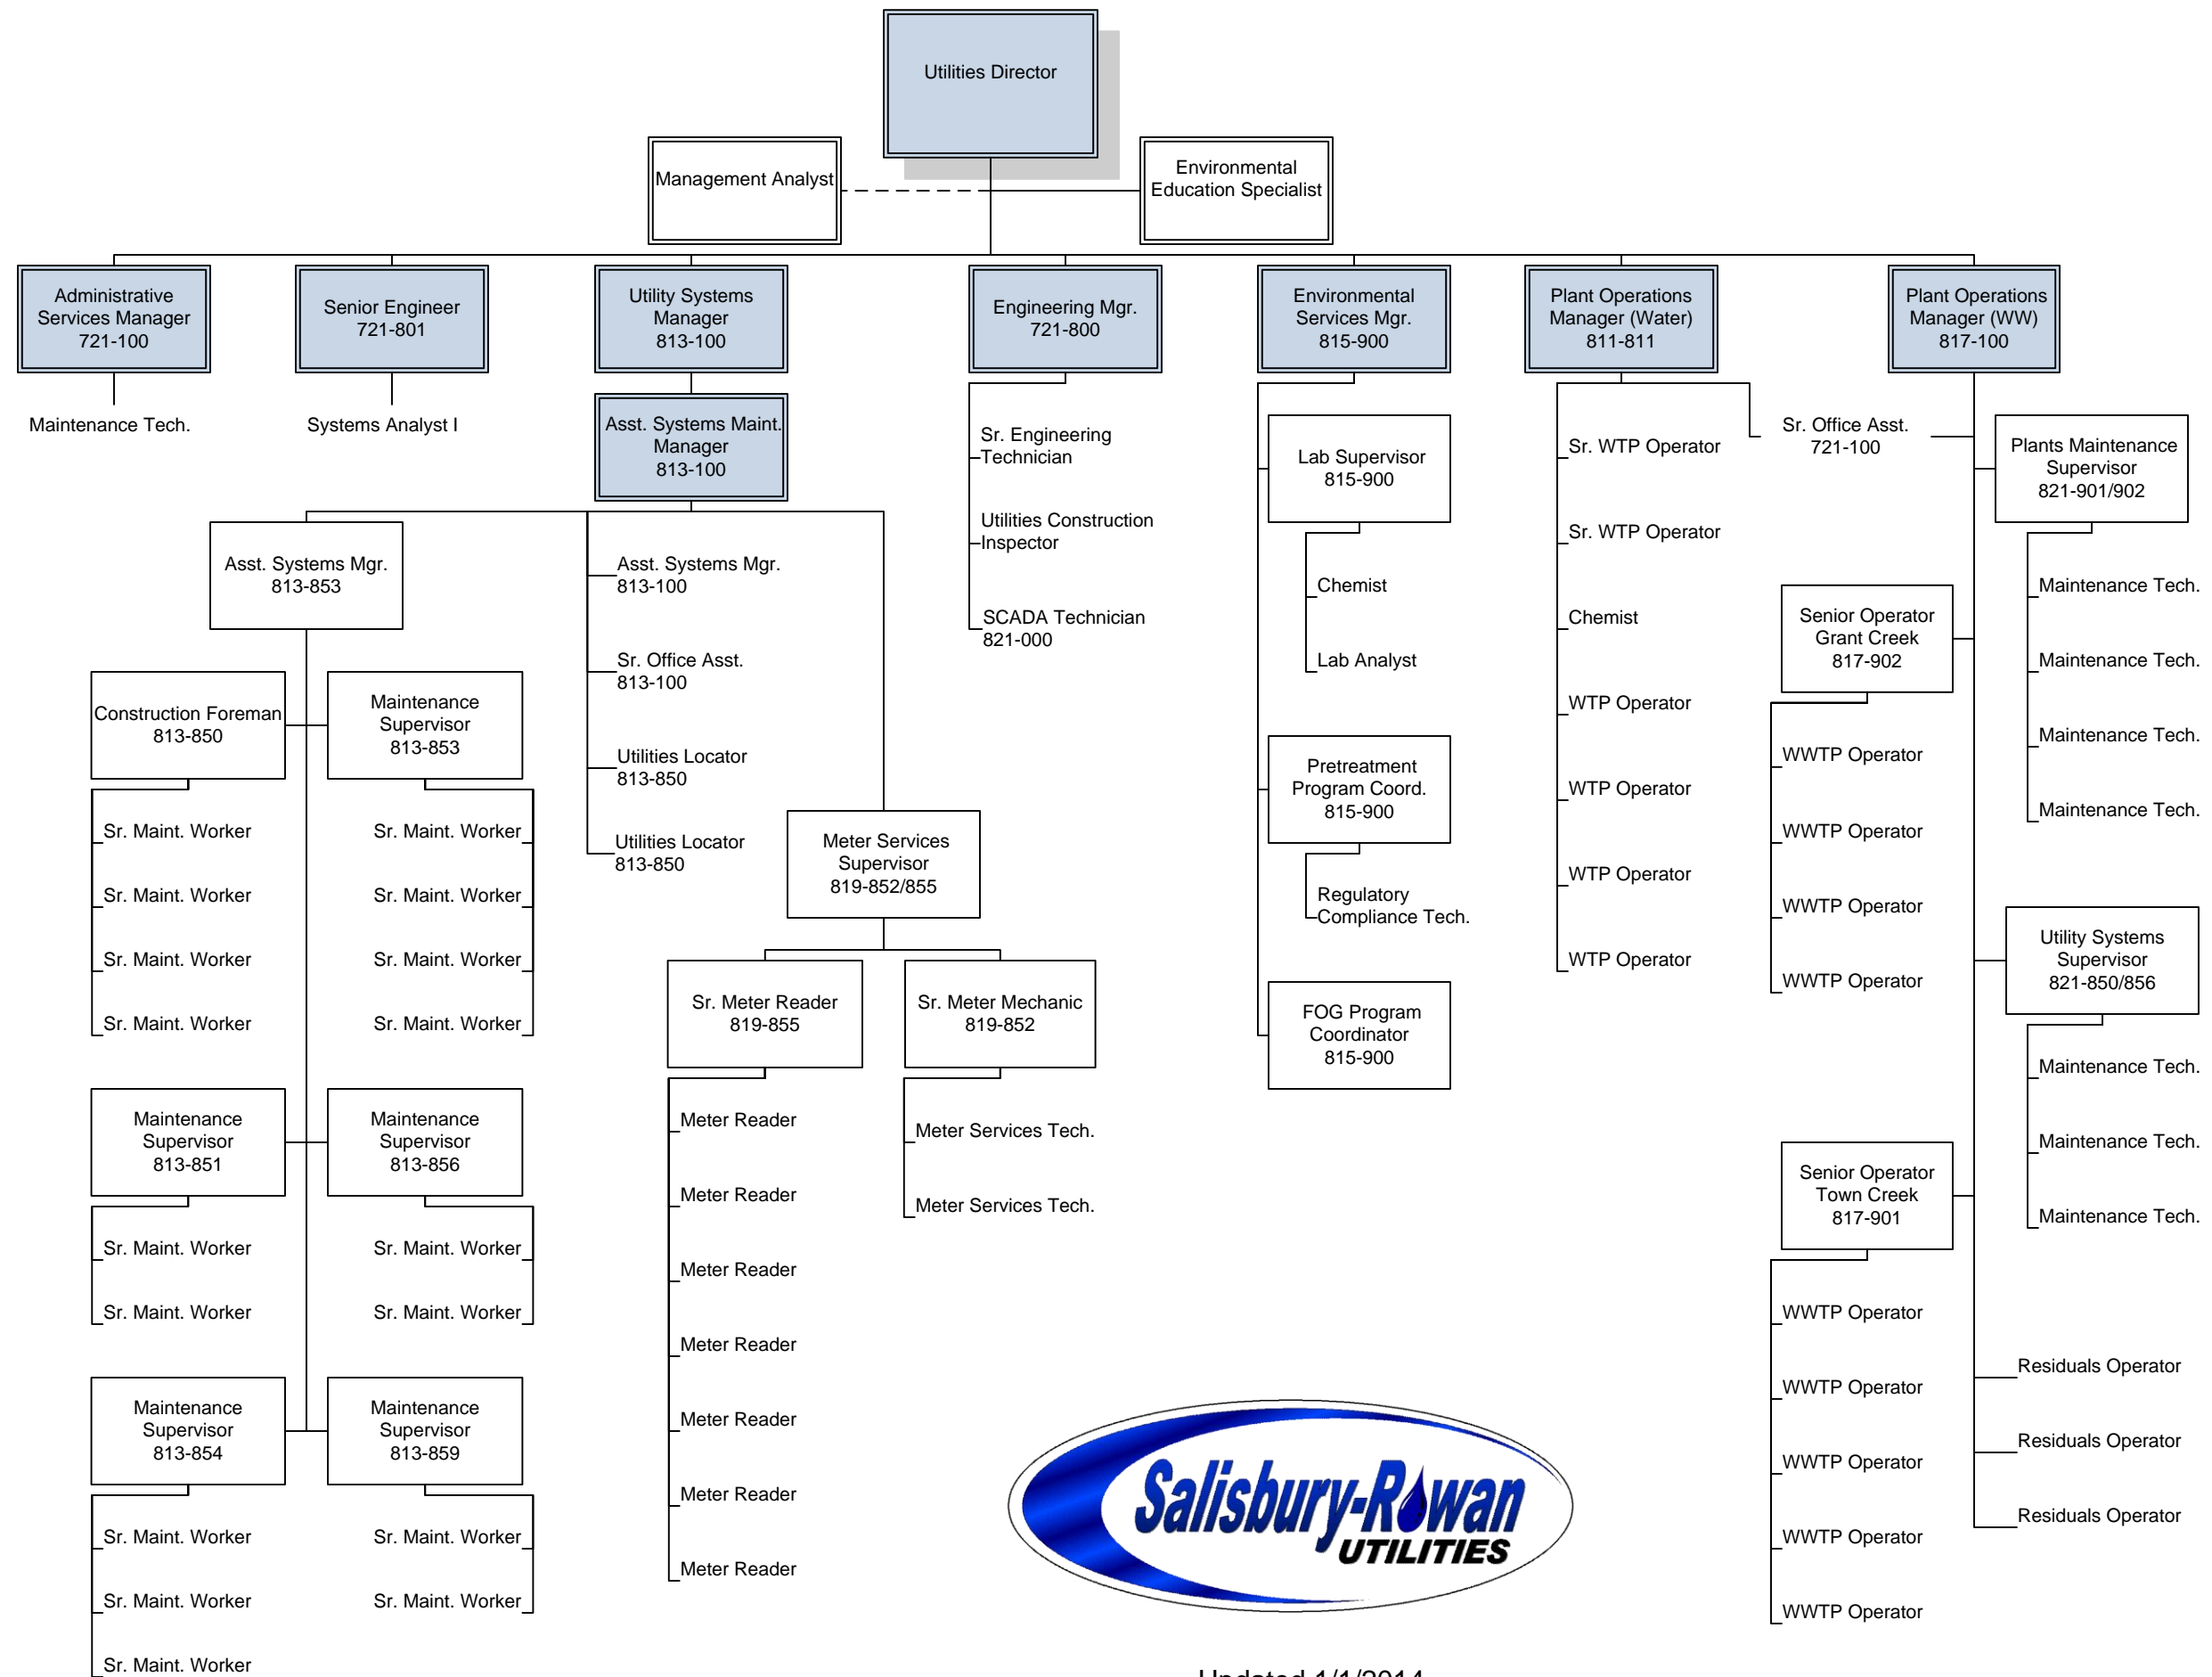 Utilities Director
Management Analyst
Environmental
Education Specialist
Administrative
Services Manager
721-100
Senior Engineer
721-801
Utility Systems
Manager
813-100
Engineering Mgr.
721-800
Environmental
Services Mgr.
815-900
Plant Operations
Manager (Water)
811-811
Plant Operations
Manager (WW)
817-100
Maintenance Tech.
Systems Analyst I
Asst. Systems Maint.
Manager
813-100
Asst. Systems Mgr.
813-853
Construction Foreman
813-850
Sr. Maint. Worker
Sr. Maint. Worker
Sr. Maint. Worker
Sr. Maint. Worker
Maintenance
Supervisor
813-853
Sr. Maint. Worker
Sr. Maint. Worker
Sr. Maint. Worker
Sr. Maint. Worker
Maintenance
Supervisor
813-851
Sr. Maint. Worker
Sr. Maint. Worker
Maintenance
Supervisor
813-856
Sr. Maint. Worker
Sr. Maint. Worker
Maintenance
Supervisor
813-854
Sr. Maint. Worker
Sr. Maint. Worker
Sr. Maint. Worker
Maintenance
Supervisor
813-859
Sr. Maint. Worker
Sr. Maint. Worker
Asst. Systems Mgr.
813-100
Sr. Office Asst.
813-100
Utilities Locator
813-850
Utilities Locator
813-850
Meter Services
Supervisor
819-852/855
Sr. Meter Reader
819-855
Meter Reader
Meter Reader
Meter Reader
Meter Reader
Meter Reader
Meter Reader
Meter Reader
Sr. Meter Mechanic
819-852
Meter Services Tech.
Meter Services Tech.
Sr. Engineering
Technician
Utilities Construction
Inspector
SCADA Technician
821-000
Lab Supervisor
815-900
Chemist
Lab Analyst
Pretreatment
Program Coord.
815-900
Regulatory
Compliance Tech.
FOG Program
Coordinator
815-900
Sr. WTP Operator
Sr. WTP Operator
Chemist
WTP Operator
WTP Operator
WTP Operator
WTP Operator
Sr. Office Asst.
721-100
Senior Operator
Grant Creek
817-902
WWTP Operator
WWTP Operator
WWTP Operator
WWTP Operator
Senior Operator
Town Creek
817-901
WWTP Operator
WWTP Operator
WWTP Operator
WWTP Operator
WWTP Operator
Plants Maintenance
Supervisor
821-901/902
Maintenance Tech.
Maintenance Tech.
Maintenance Tech.
Maintenance Tech.
Utility Systems
Supervisor
821-850/856
Maintenance Tech.
Maintenance Tech.
Maintenance Tech.
Residuals Operator
Residuals Operator
Residuals Operator
Salisbury-Rowan
UTILITIES
Updated 1/1/2014